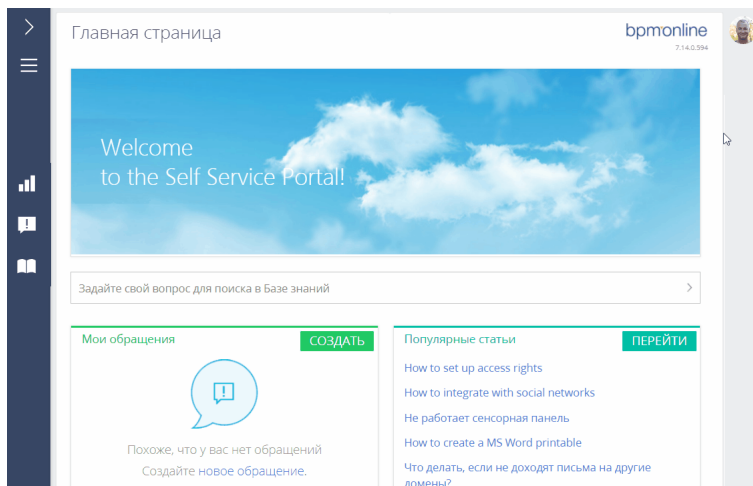 Главная страница
bpmonline
7.14.0.594
Welcome
to the Self Service Portal!
Задайте свой вопрос для поиска в Базе знаний
Мои обращения
СОЗДАТЬ
Похоже, что у вас нет обращений
Создайте новое обращение.
Популярные статьи
ПЕРЕЙТИ
How to set up access rights
How to integrate with social networks
Не работает сенсорная панель
How to create a MS Word printable
Что делать, если не доходят письма на другие
домены?